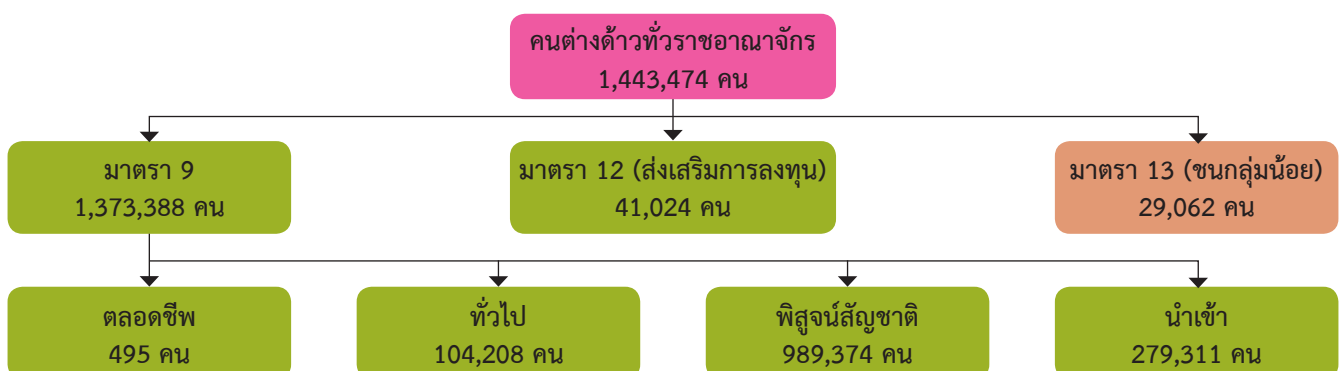 คนต่างด้าวทั่วราชอาณาจักร
1,443,474 คน
มาตรา 9
1,373,388 คน
มาตรา 12 (ส่งเสริมการลงทุน)
41,024 คน
มาตรา 13 (ชนกลุ่มน้อย)
29,062 คน
ตลอดชีพ
495 คน
ทั่วไป
104,208 คน
พิสูจน์สัญชาติ
989,374 คน
นำเข้า
279,311 คน